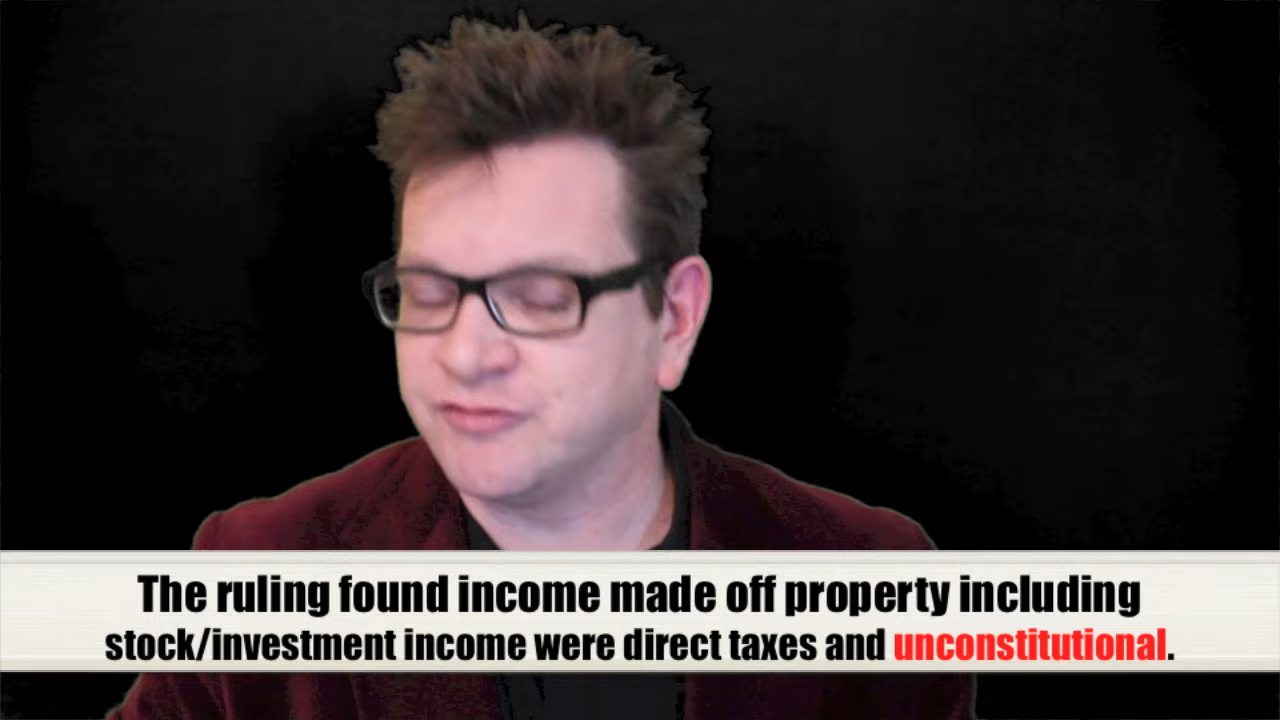 The ruling found income made off property including
stock/investment income were direct taxes and unconstitutional.